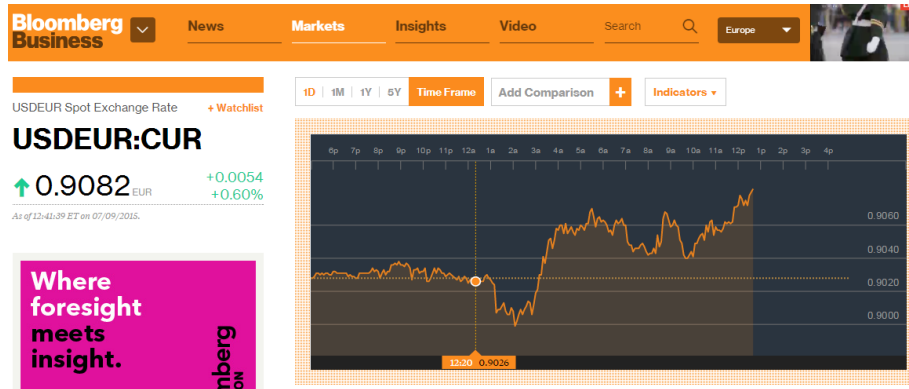 Bloomberg
Business
News
Markets
Insights
Video
Search
Europe
USDEUR Spot Exchange Rate
+ Watchlist
USDEUR:CUR
0.9082 EUR
+0.0054
+0.60%
As of 12:41:39 ET on 07/09/2015.
1D | 1M | 1Y | 5Y Time Frame
Add Comparison +
Indicators
6p 7p 8p 9p 10p 11p 12a 1a 2a 3a 4a 5a 6a 7a 8a 9a 10a 11a 12p 1p 2p 3p 4p
0.9060
0.9040
0.9020
0.9000
12:20 0.9026
Where
foresight
meets
insight.